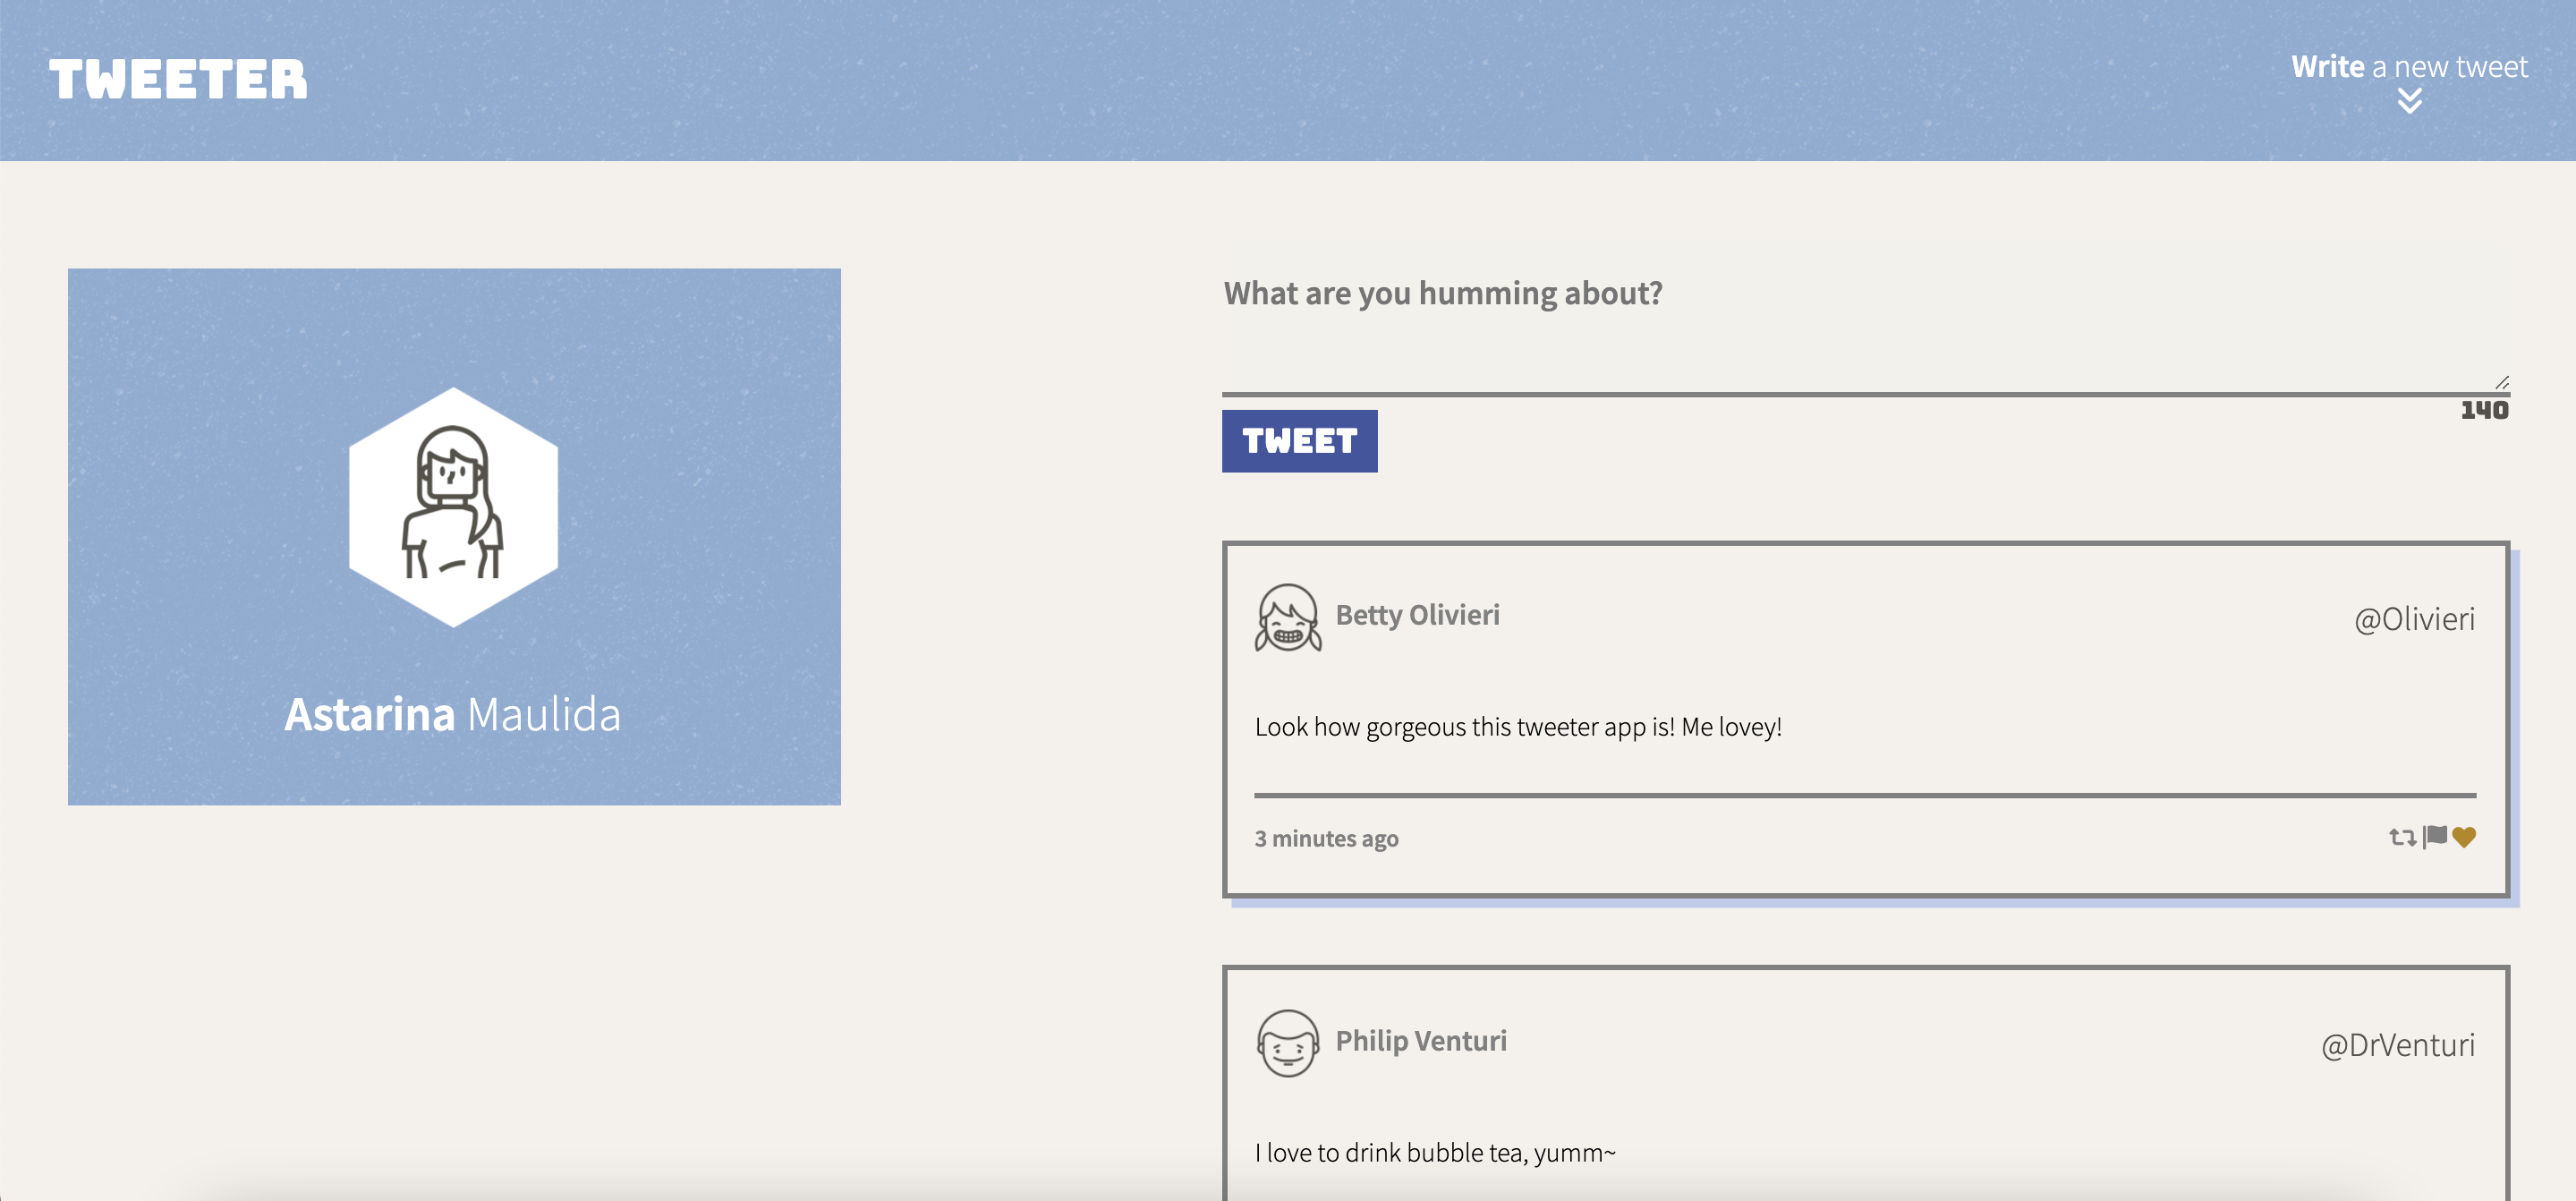 TWEETER
Write a new tweet
Astarina Maulida
What are you humming about?
140
TWEET
Betty Olivieri
@Olivieri
Look how gorgeous this tweeter app is! Me lovey!
3 minutes ago
Philip Venturi
@DrVenturi
I love to drink bubble tea, yumm~